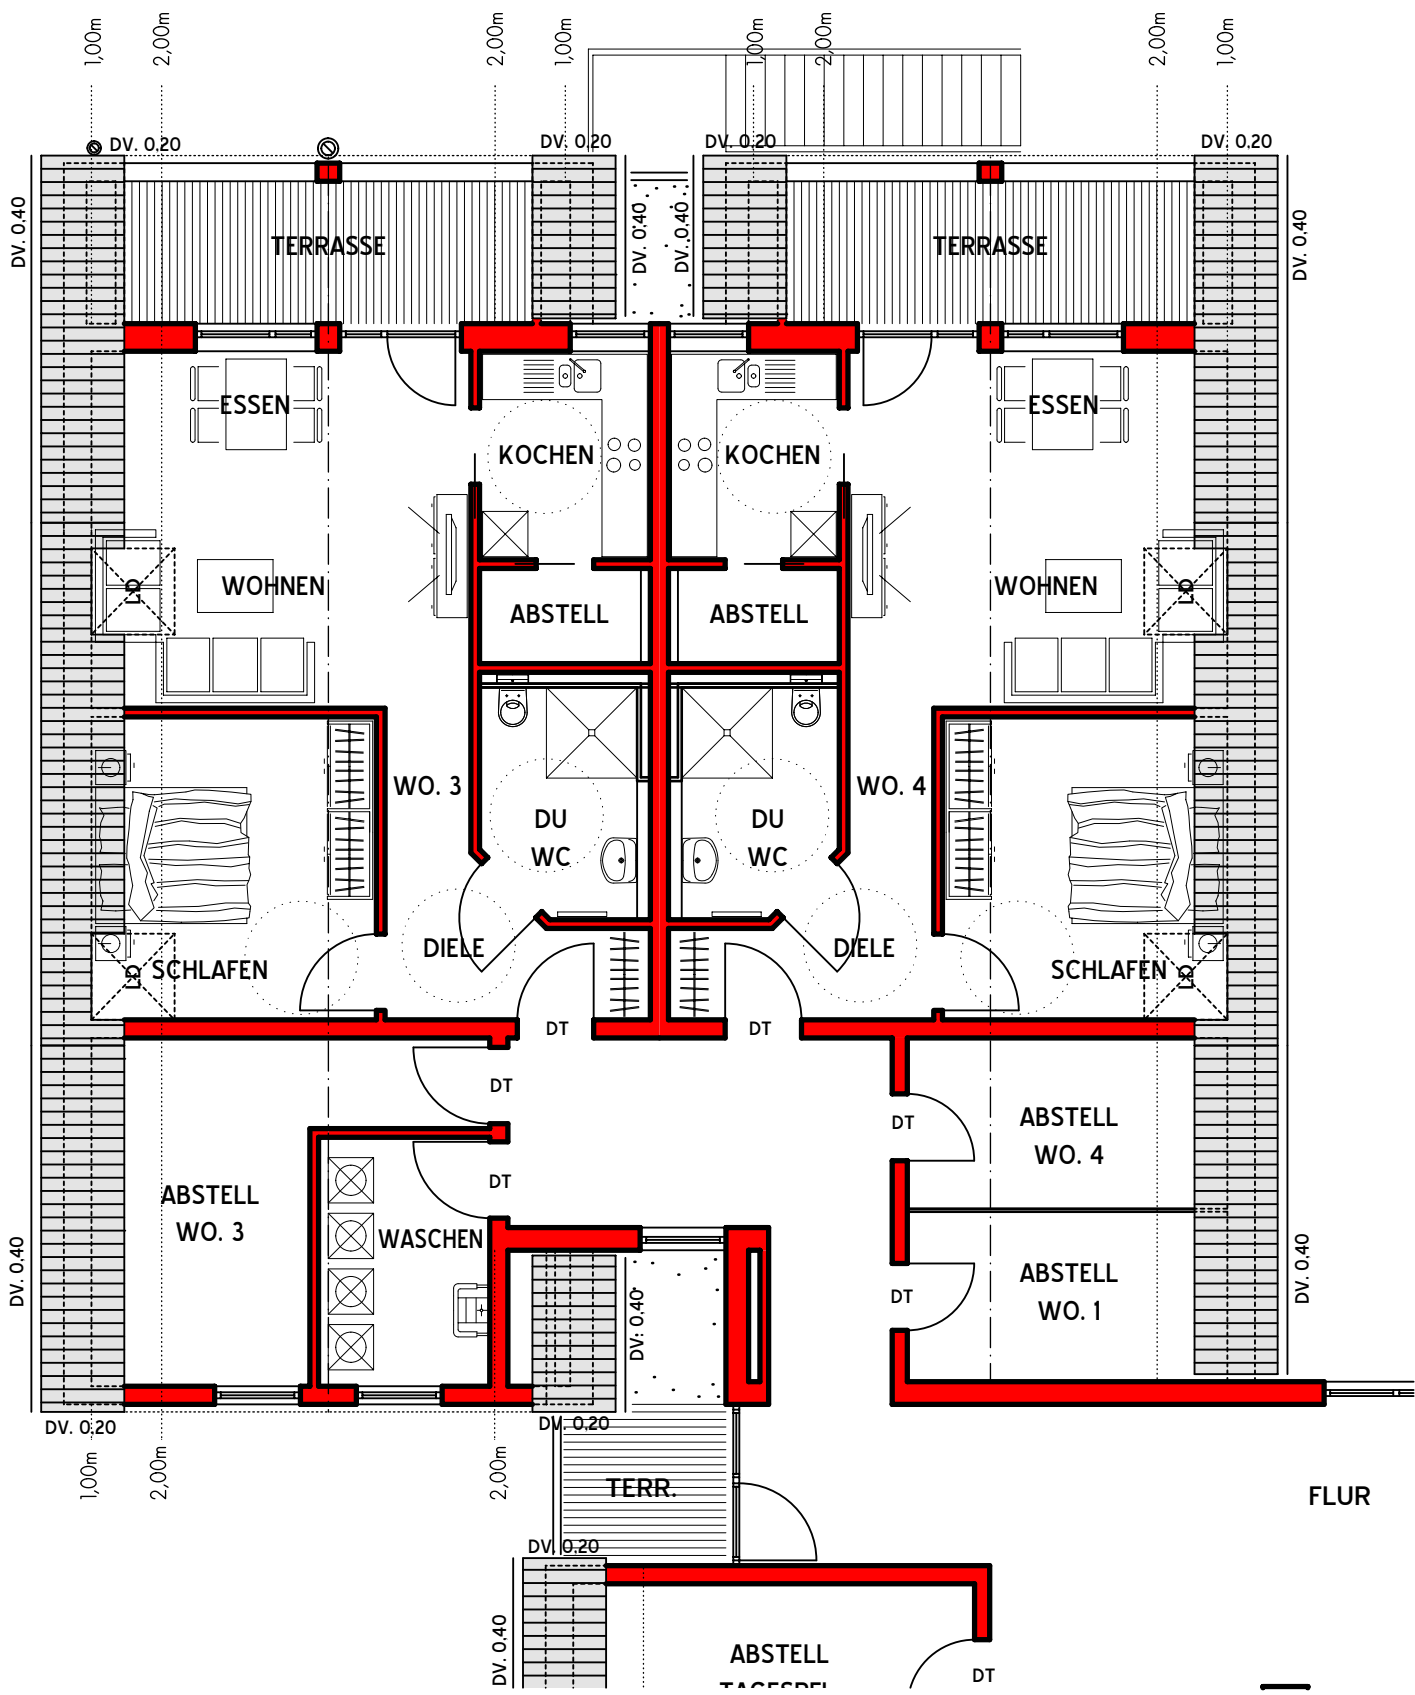 1,00m
2,00m
2,00m
1,00m
1,00m
2,00m
2,00m
1,00m
DV. 0,20
DV. 0,20
DV. 0,20
DV. 0,20
DV. 0,40
DV. 0,40
DV. 0,40
DV. 0,40
TERRASSE
TERRASSE
ESSEN
ESSEN
KOCHEN
KOCHEN
WOHNEN
WOHNEN
LD
LD
ABSTELL
ABSTELL
WO. 3
WO. 4
DU
WC
DU
WC
DIELE
DIELE
SCHLAFEN
SCHLAFEN
LD
LD
DT
DT
DT
DT
DT
DT
ABSTELL
WO. 4
ABSTELL
WO. 3
WASCHEN
ABSTELL
WO. 1
DV. 0,40
DV. 0,40
DV. 0,40
DV. 0,20
DV. 0,20
1,00m
2,00m
2,00m
TERR.
FLUR
DV. 0,20
DV. 0,40
ABSTELL
DT